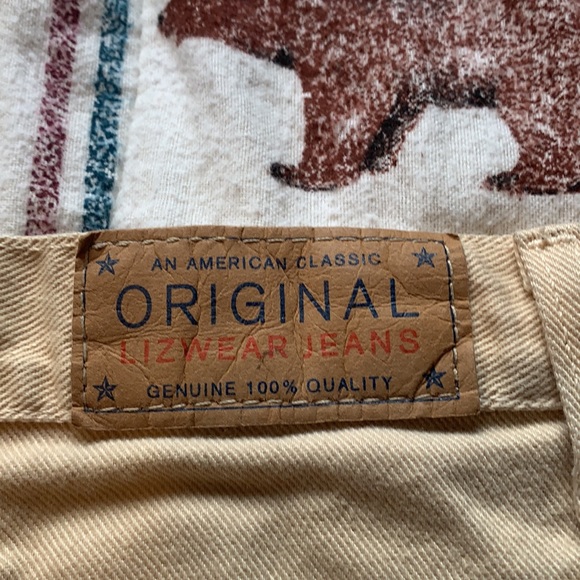 AN AMERICAN CLASSIC
ORIGINAL
LIZWEAR JEANS
GENUINE 100% QUALITY